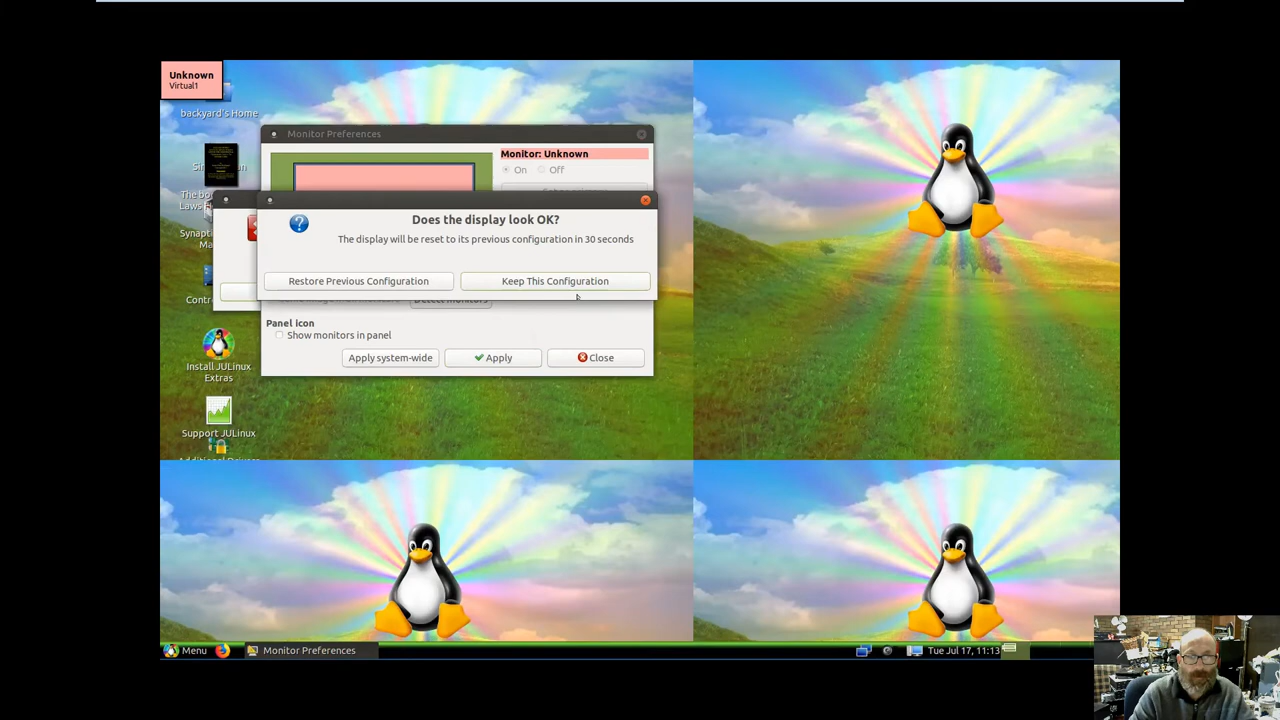 Unknown
Virtual1
backyard's Home
Monitor Preferences
Monitor: Unknown
On Off
Does the display look OK?
The display will be reset to its previous configuration in 30 seconds
Restore Previous Configuration
Keep This Configuration
Panel icon
Show monitors in panel
Apply system-wide
Apply
Close
The bo
Laws H
Synaptic
Ma
Contro
Install JULinux
Extras
Support JULinux
Menu
Monitor Preferences
Tue Jul 17, 11:13